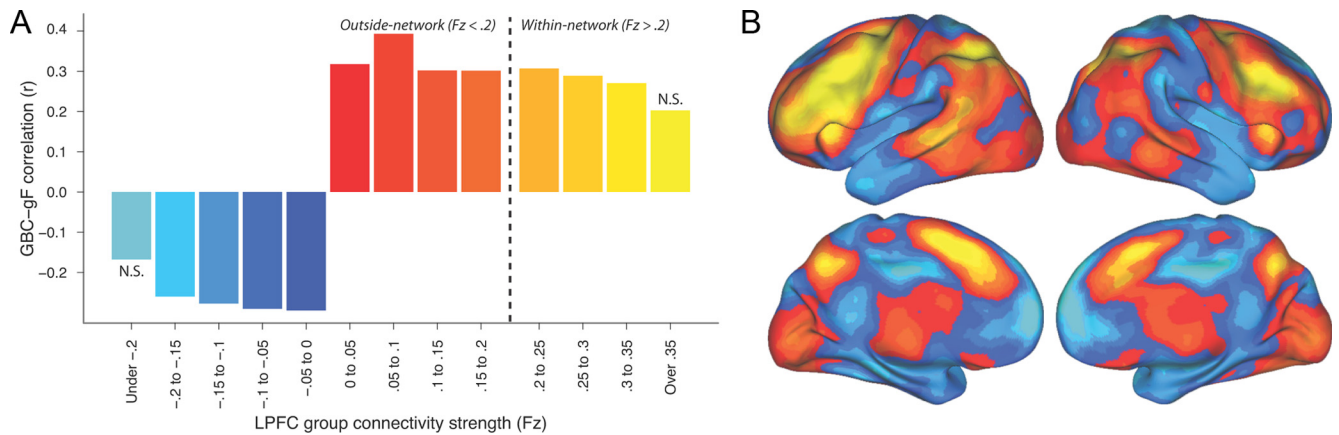 A
B
Outside-network (Fz < .2)
Within-network (Fz > .2)
GBC–gF correlation (r)
0.4
0.3
0.2
0.1
0.0
−0.1
−0.2
N.S.
N.S.
Under −.2
−.2 to −.15
−.15 to −.1
−.1 to −.05
−.05 to 0
0 to .05
.05 to .1
.1 to .15
.15 to .2
.2 to .25
.25 to .3
.3 to .35
Over .35
LPFC group connectivity strength (Fz)